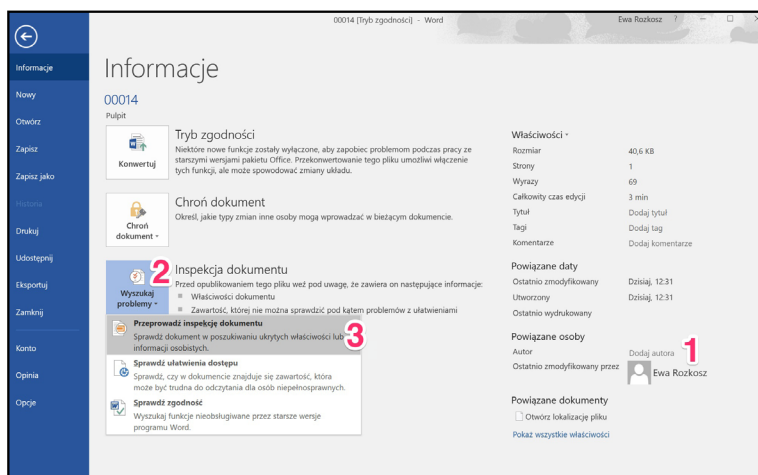 00014 [Tryb zgodności] - Word
Ewa Rozkosz
?
Informacje
Nowy
Otwórz
Zapisz
Zapisz jako
Historia
Drukuj
Udostępnij
Eksportuj
Zamknij
Konto
Opinia
Opcje
Informacje
00014
Pulpit
Konwertuj
Tryb zgodności
Niektóre nowe funkcje zostały wyłączone, aby zapobiec problemom podczas pracy ze
starszymi wersjami pakietu Office. Przekonwertowanie tego pliku umożliwi włączenie
tych funkcji, ale może spowodować zmiany układu.
Chroń
dokument
Chroń dokument
Określ, jakie typy zmian inne osoby mogą wprowadzać w bieżącym dokumencie.
Wyszukaj
problemy
2
Inspekcja dokumentu
Przed opublikowaniem tego pliku weź pod uwagę, że zawiera on następujące informacje:
Właściwości dokumentu
Zawartość, której nie można sprawdzić pod kątem problemów z ułatwieniami
Przeprowadź inspekcję dokumentu
Sprawdź dokument w poszukiwaniu ukrytych właściwości lub
informacji osobistych.
3
Sprawdź ułatwienia dostępu
Sprawdź, czy w dokumencie znajduje się zawartość, która
może być trudna do odczytania dla osób niepełnosprawnych.
Sprawdź zgodność
Wyszukaj funkcje nieobsługiwane przez starsze wersje
programu Word.
Właściwości
Rozmiar 40,6 KB
Strony 1
Wyrazy 69
Całkowity czas edycji 3 min
Tytuł Dodaj tytuł
Tagi Dodaj tag
Komentarze Dodaj komentarze
Powiązane daty
Ostatnio zmodyfikowany Dzisiaj, 12:31
Utworzony Dzisiaj, 12:31
Ostatnio wydrukowany
Powiązane osoby
Autor Dodaj autora
1
Ostatnio zmodyfikowany przez Ewa Rozkosz
Powiązane dokumenty
Otwórz lokalizację pliku
Pokaż wszystkie właściwości